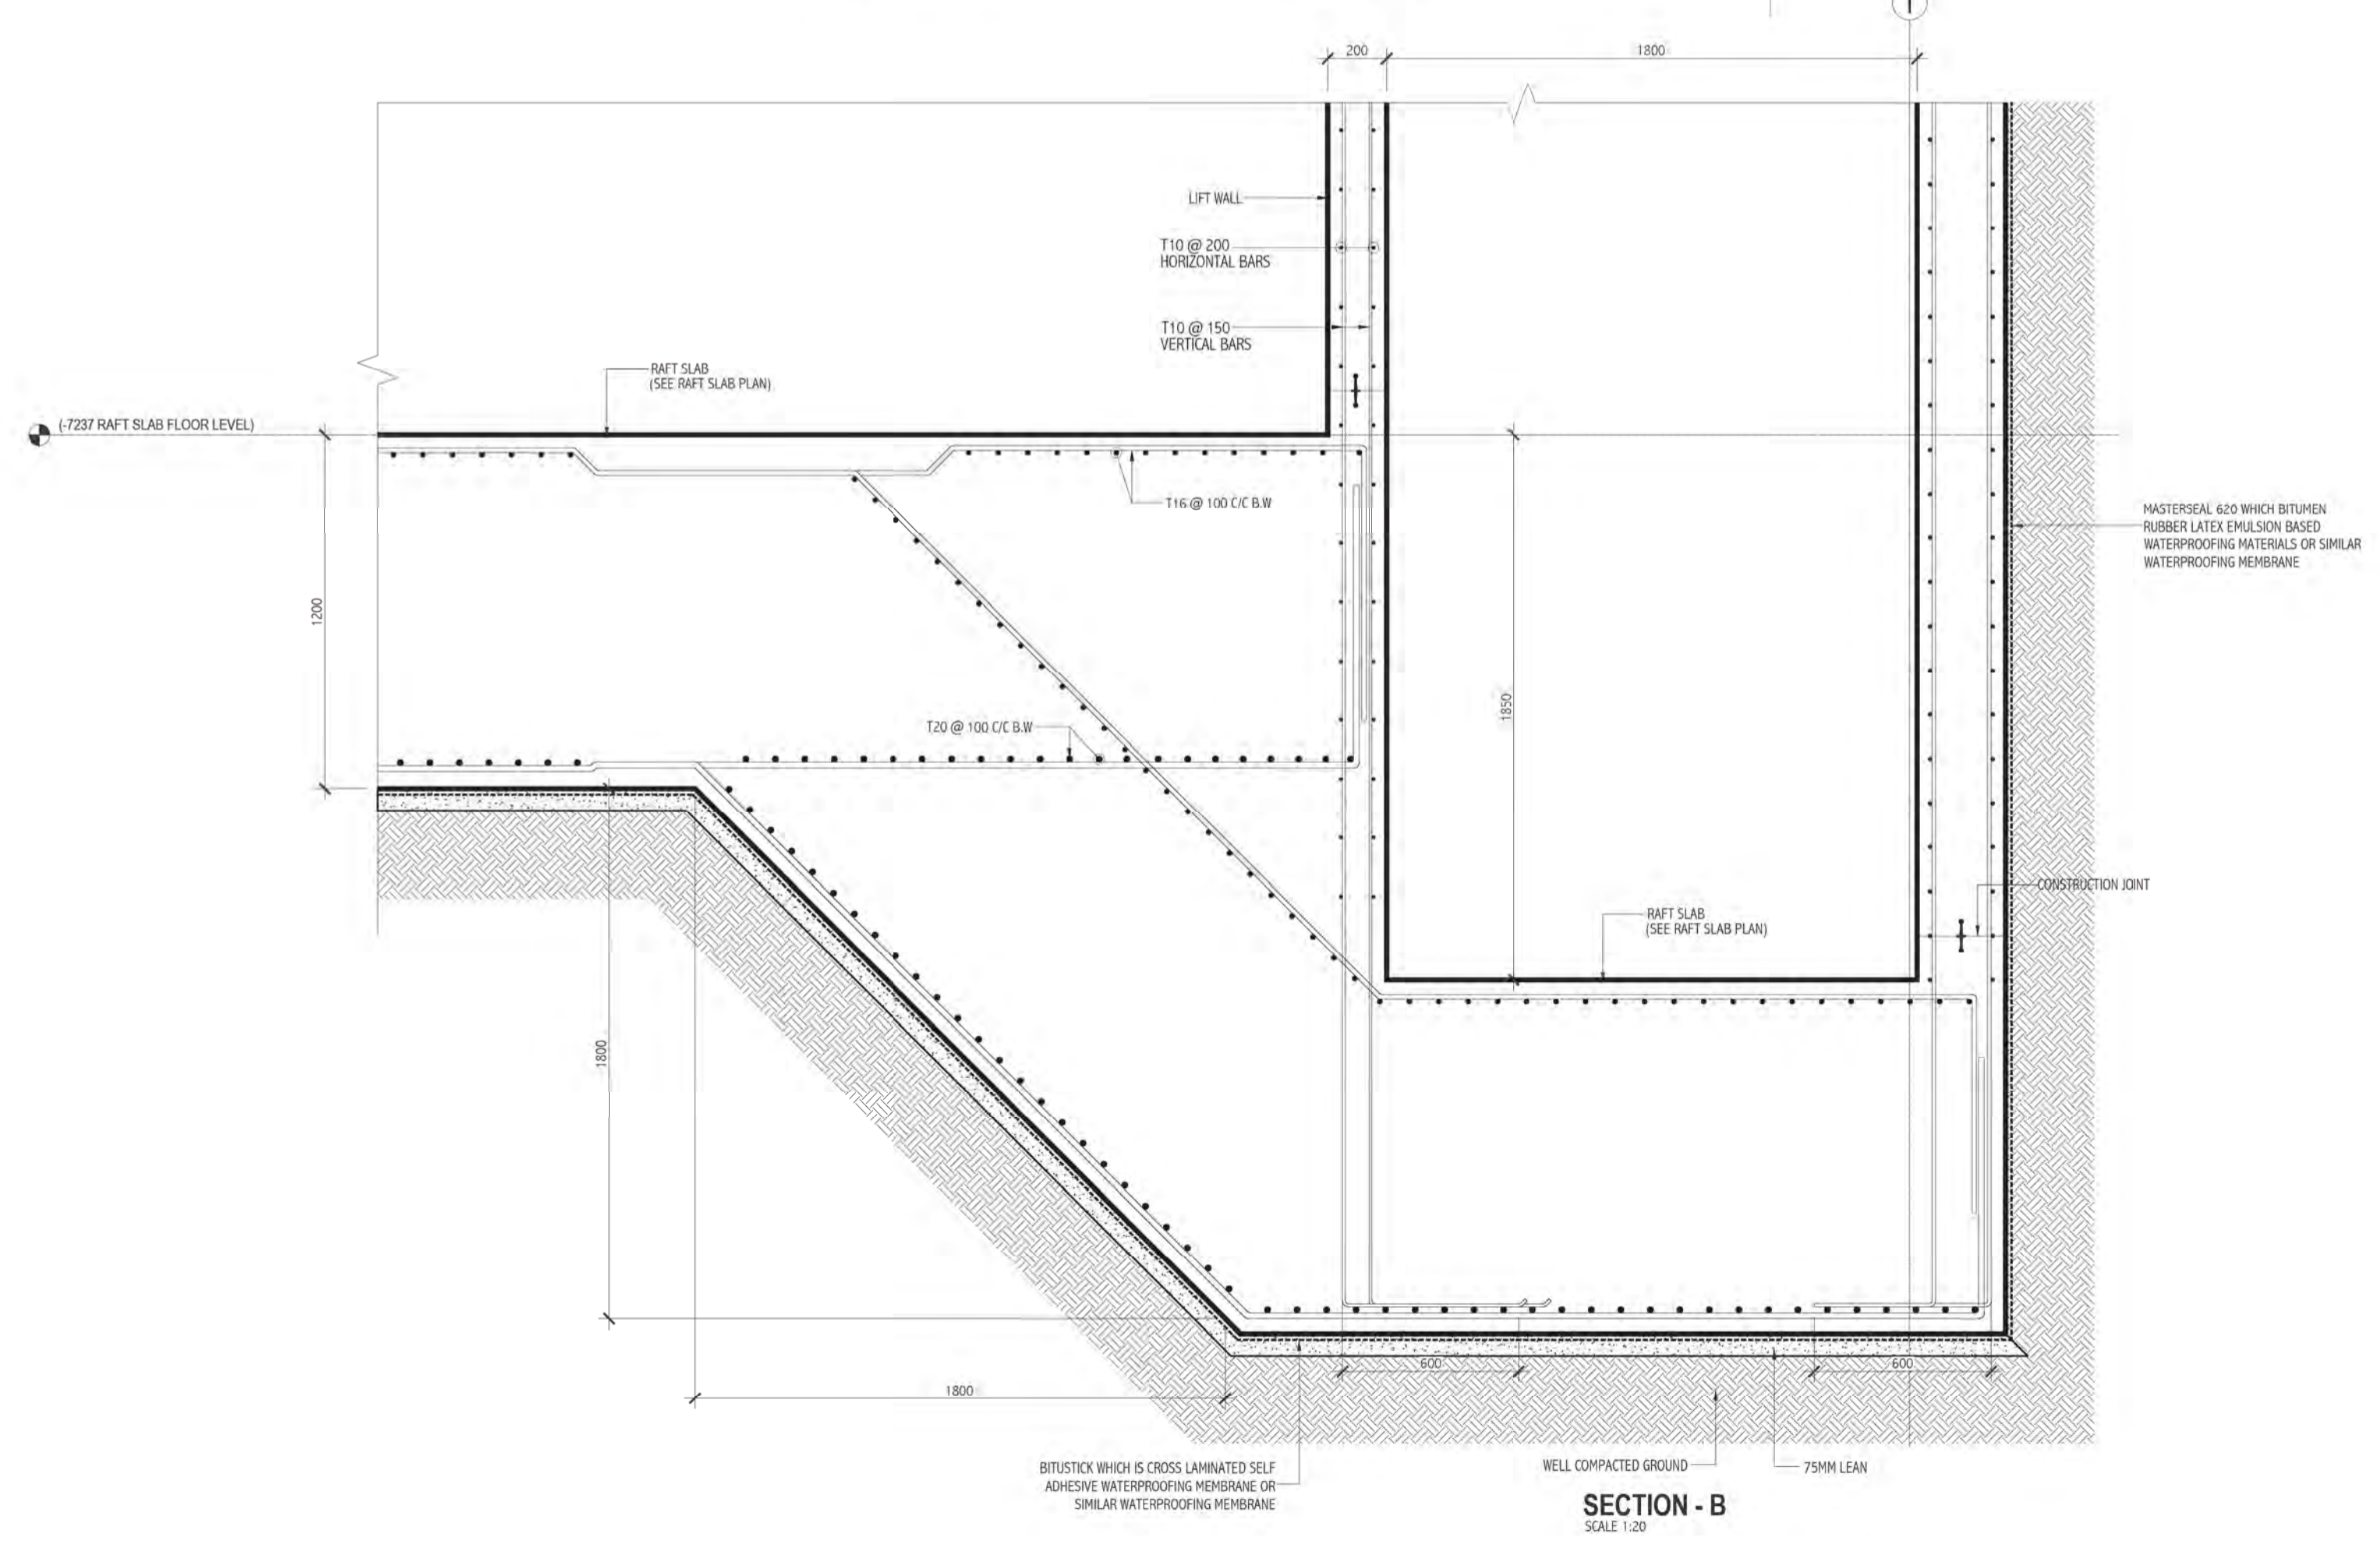 200
1800
LIFT WALL
T10 @ 200
HORIZONTAL BARS
T10 @ 150
VERTICAL BARS
RAFT SLAB
(SEE RAFT SLAB PLAN)
(-7237 RAFT SLAB FLOOR LEVEL)
T16 @ 100 C/C B.W
MASTERSEAL 620 WHICH BITUMEN
RUBBER LATEX EMULSION BASED
WATERPROOFING MATERIALS OR SIMILAR
WATERPROOFING MEMBRANE
1200
1850
T20 @ 100 C/C B.W
CONSTRUCTION JOINT
RAFT SLAB
(SEE RAFT SLAB PLAN)
1800
600
600
1800
BITUSTICK WHICH IS CROSS LAMINATED SELF
ADHESIVE WATERPROOFING MEMBRANE OR
SIMILAR WATERPROOFING MEMBRANE
WELL COMPACTED GROUND
75MM LEAN
SECTION - B
SCALE 1:20